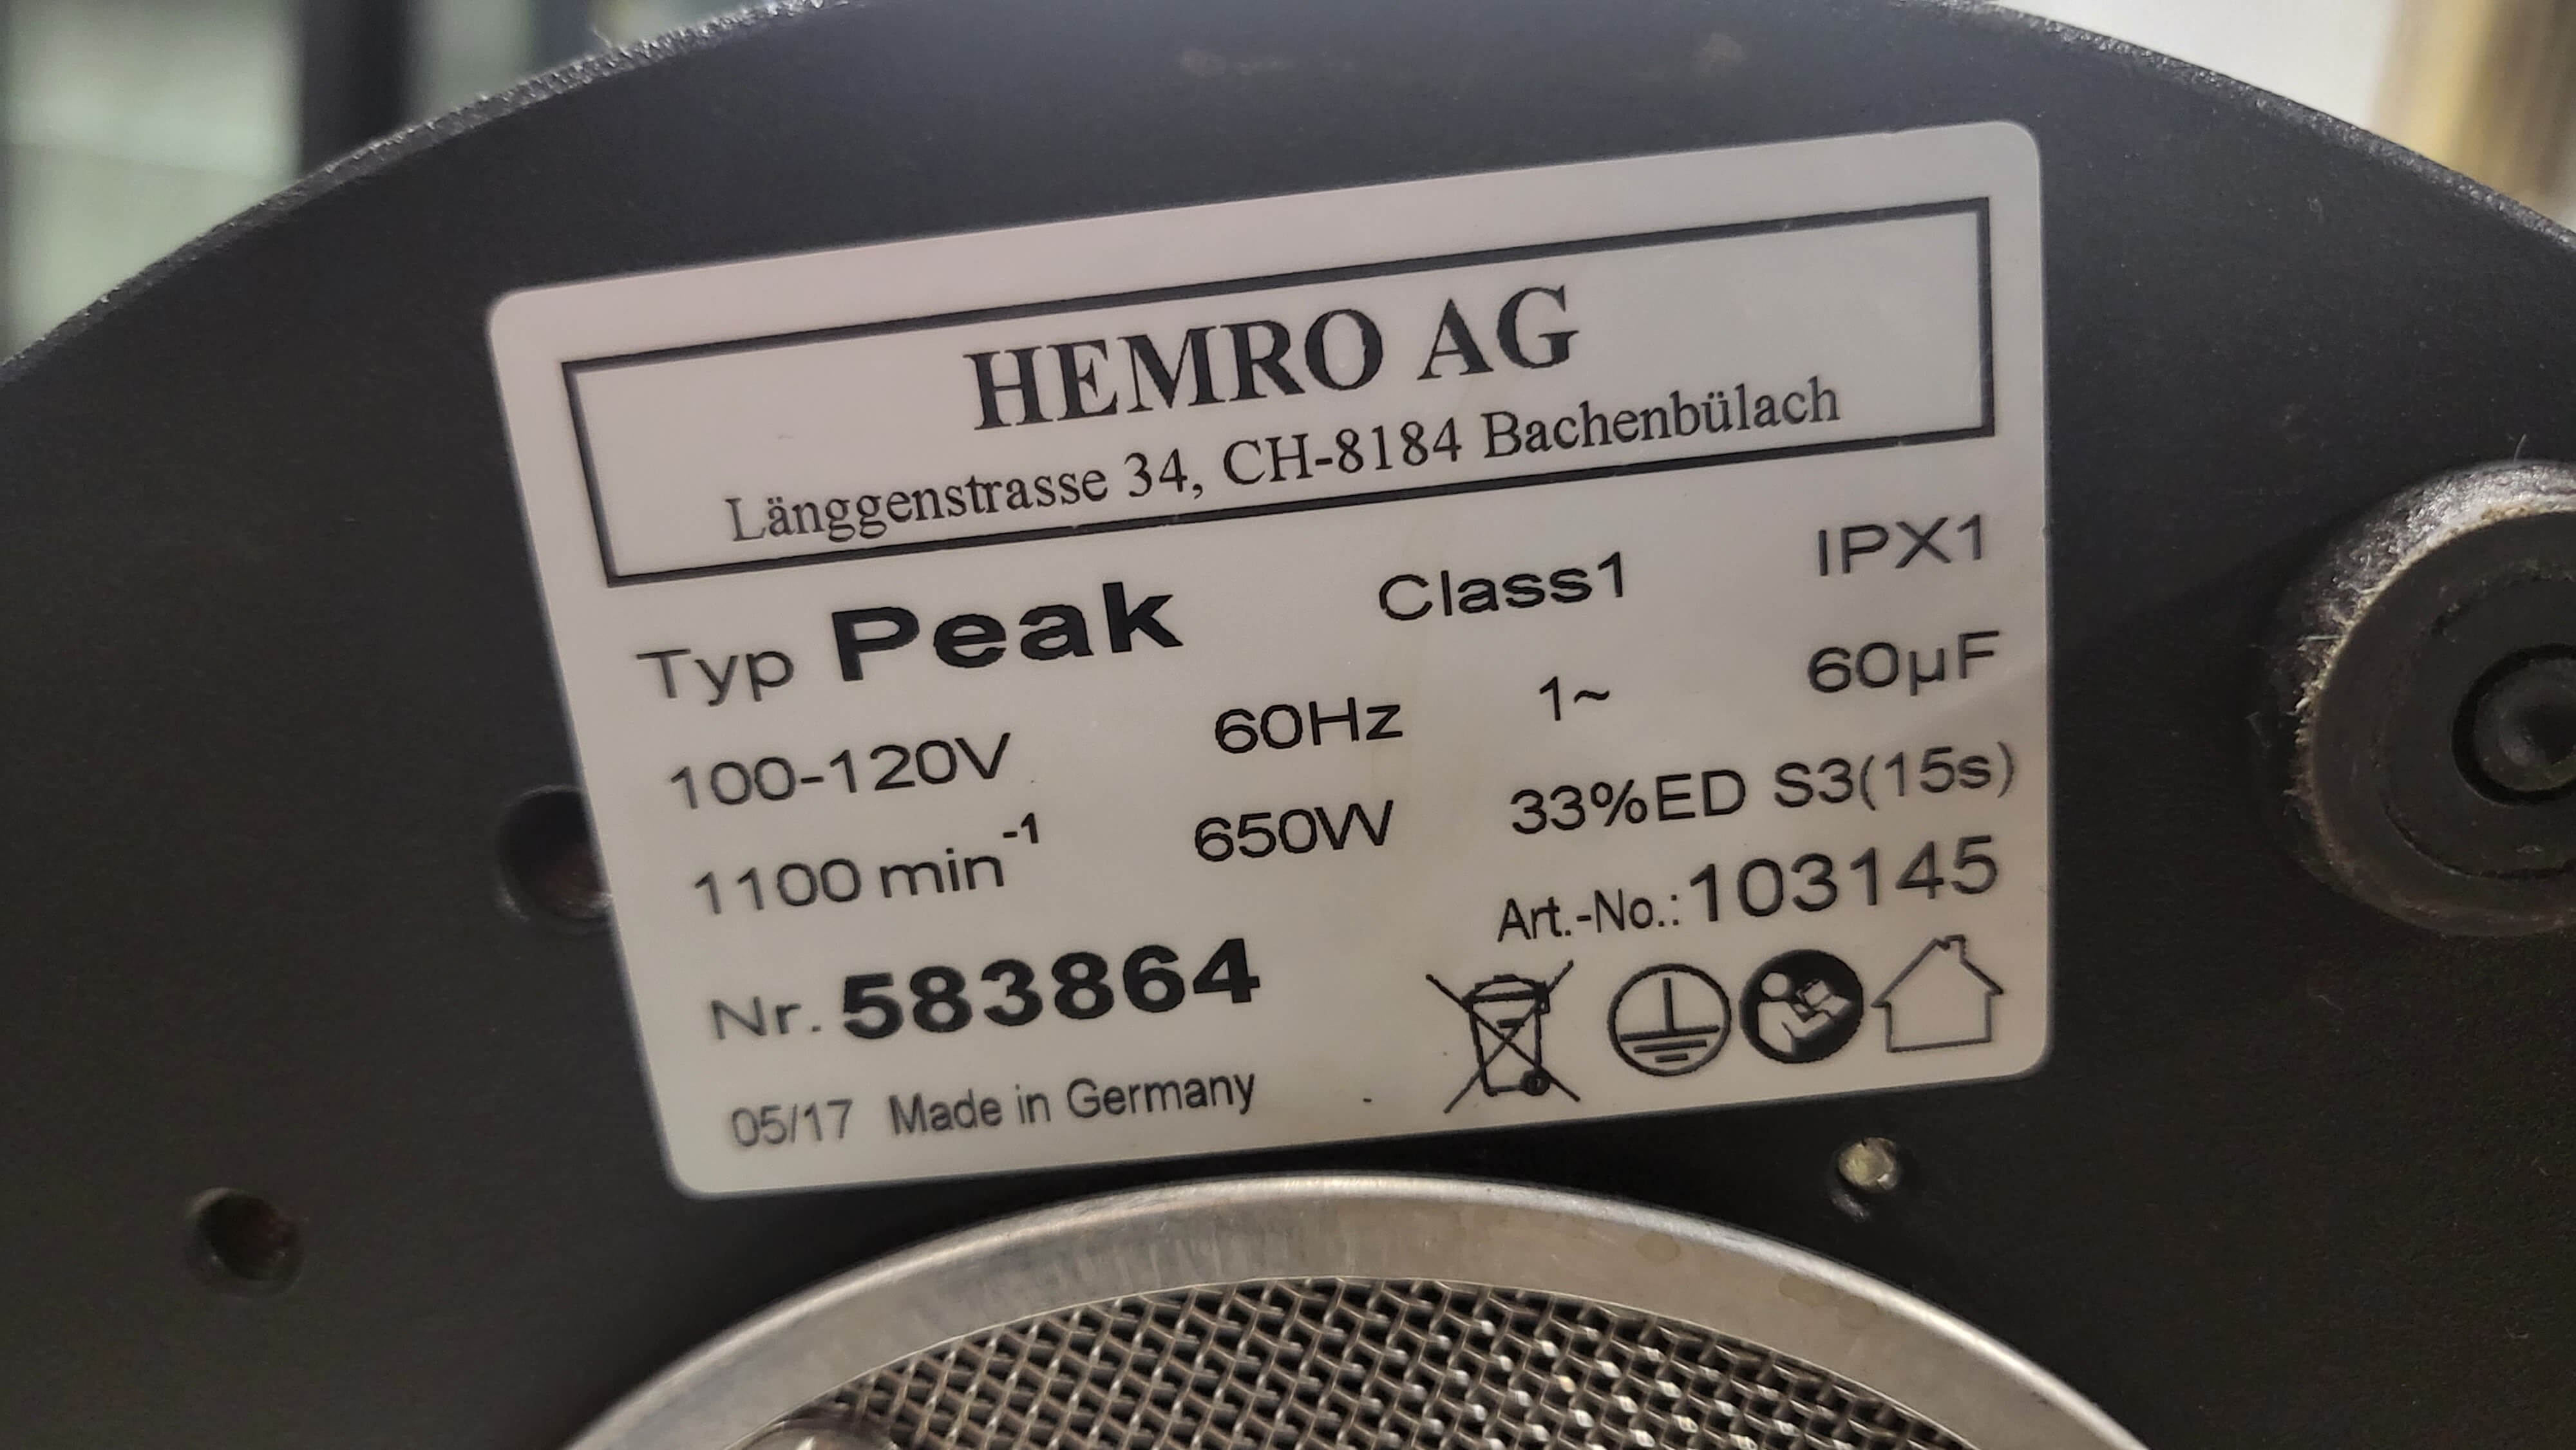 HEMRO AG
Länggenstrasse 34, CH-8184 Bachenbülach
Typ Peak Class1 IPX1
100-120V 60Hz 1~ 60µF
1100 min⁻¹ 650W 33%ED S3(15s)
Art.-No.: 103145
Nr. 583864
05/17 Made in Germany